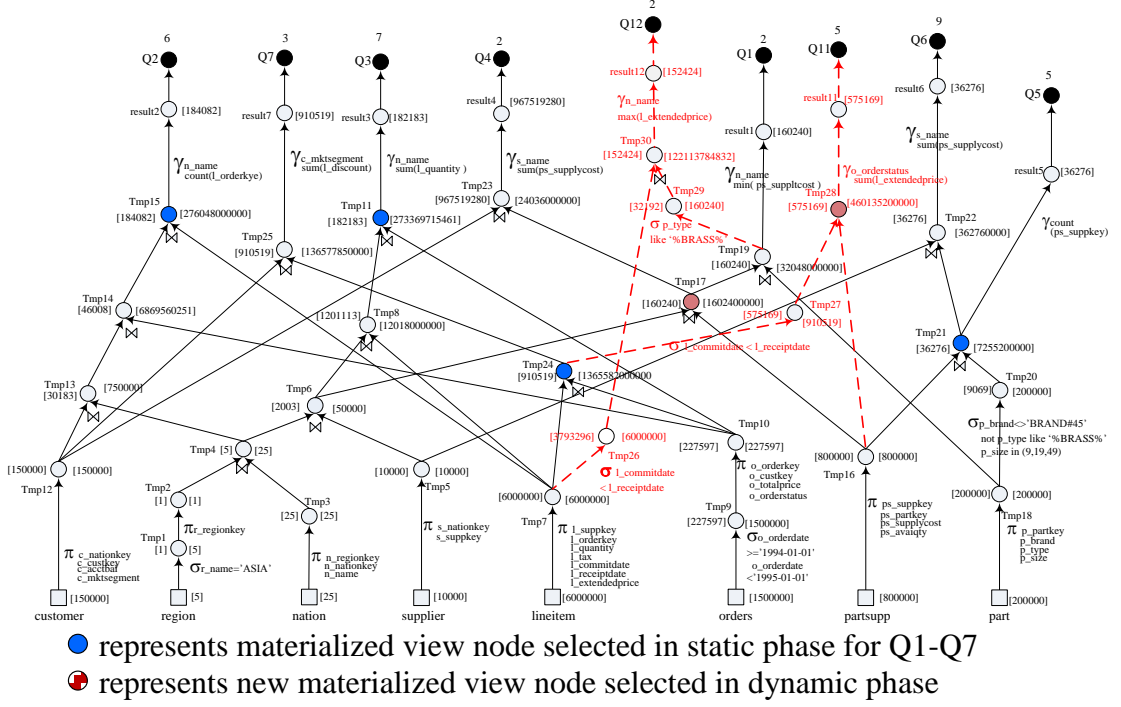 2
6
3
7
2
Q12
2
5
9
Q2
Q7
Q3
Q4
Q1
Q11
Q6
5
result12
[152424]
Q5
result2
[184082]
result7
[910519]
result3
[182183]
result4
[967519280]
γn_name
max(l_extendedprice)
result11
[575169]
result6
[36276]
result1
[160240]
Tmp30
[152424]
[122113784832]
γn_name
count(l_orderkye)
γc_mktsegment
sum(l_discount)
γn_name
sum(l_quantity )
γs_name
sum(ps_supplycost)
γs_name
sum(ps_supplycost)
γn_name
min( ps_suppltcost )
γo_orderstatus
sum(l_extendedprice)
result5
[36276]
Tmp15
[184082]
[276048000000]
Tmp11
[182183]
[273369715461]
Tmp23
[967519280]
[24036000000]
Tmp29
[32192]
[160240]
Tmp28
[575169]
[460135200000]
σ p_type
like ‘%BRASS%’
[36276]
Tmp22
[362760000]
γcount
(ps_suppkey)
Tmp25
[910519]
[136577850000]
Tmp19
[160240]
[32048000000]
Tmp17
[160240]
[1602400000]
Tmp14
[46008]
[6869560251]
[1201113]
Tmp8
[12018000000]
Tmp27
[575169]
[910519]
σ l_commitdate < l_receiptdate
Tmp21
[36276]
[7255200000]
Tmp24
[910519]
[1365582000000
Tmp13
[30183]
[750000]
Tmp6
[2003]
[50000]
Tmp20
[9069]
[200000]
σp_brand<>’BRAND#45’
not p_type like ‘%BRASS%’
p_size in (9,19,49)
[3793296]
[6000000]
Tmp26
σ l_commitdate
< l_receiptdate
Tmp10
[227597]
[227597]
Tmp4
[5]
[25]
[150000]
[150000]
Tmp12
[10000]
[10000]
Tmp5
[800000]
[800000]
Tmp16
π o_orderkey
o_custkey
o_totalprice
o_orderstatus
Tmp2
[1]
[1]
Tmp3
[25]
[25]
[6000000]
[6000000]
Tmp7
Tmp9
[227597]
[1500000]
[200000]
[200000]
Tmp18
πr_regionkey
Tmp1
[1]
[5]
σr_name=’ASIA’
π c_nationkey
c_custkey
c_acctbal
c_mktsegment
π n_regionkey
n_nationkey
n_name
π s_nationkey
s_suppkey
π l_suppkey
l_orderkey
l_quantity
l_tax
l_commitdate
l_receiptdate
l_extendedprice
σo_orderdate
>=’1994-01-01’
o_orderdate
<’1995-01-01’
π ps_suppkey
ps_partkey
ps_supplycost
ps_avaiqty
π p_partkey
p_brand
p_type
p_size
[150000]
[5]
[25]
[10000]
[6000000]
[1500000]
[800000]
[200000]
customer
region
nation
supplier
lineitem
orders
partsupp
part
represents materialized view node selected in static phase for Q1-Q7
represents new materialized view node selected in dynamic phase